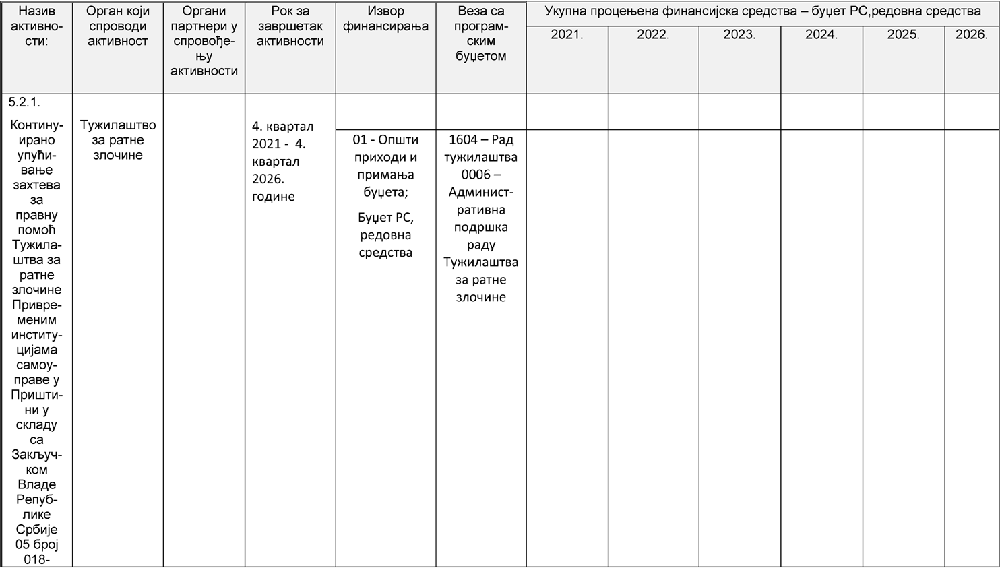 Назив
активно-
сти:
Орган који
спроводи
активност
Органи
партнери у
спровође-
њу
активности
Рок за
завршетак
активности
Извор
финансирања
Веза са
програм-
ским
буџетом
Укупна процењена финансијска средства – буџет РС,редовна средства
2021.
2022.
2023.
2024.
2025.
2026.
5.2.1.
Контину-
ирано
упући-
вање
захтева
за
правну
помоћ
Тужила-
штва за
ратне
злочине
Привре-
меним
институ-
цијама
самоу-
праве у
Пришти-
ни у
складу
са
Закључ-
ком
Владе
Репуб-
лике
Србије
05 број
018-
Тужилаштво
за ратне
злочине
4. квартал
2021 - 4.
квартал
2026.
године
01 - Општи
приходи и
примања
буџета;
Буџет РС,
редовна
средства
1604 – Рад
тужилаштва
0006 –
Админист-
ративна
подршка
раду
Тужилаштва
за ратне
злочине